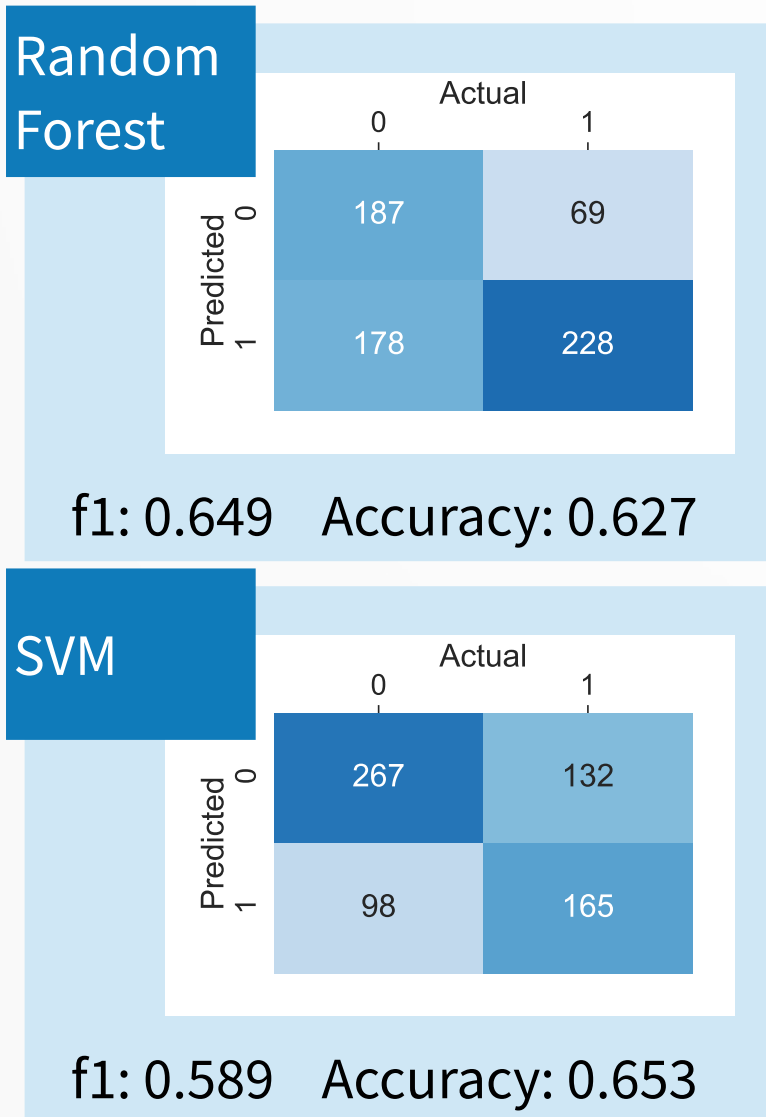 Random
Forest
Actual
0 1
Predicted
0 187 69
1 178 228
f1: 0.649 Accuracy: 0.627
SVM
Actual
0 1
Predicted
0 267 132
1 98 165
f1: 0.589 Accuracy: 0.653